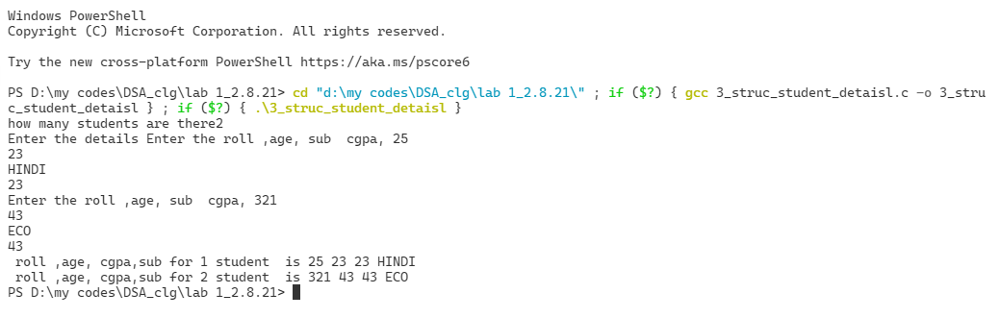 Windows PowerShell
Copyright (C) Microsoft Corporation. All rights reserved.
Try the new cross-platform PowerShell https://aka.ms/pscore6
PS D:\my codes\DSA_clg\lab 1_2.8.21> cd "d:\my codes\DSA_clg\lab 1_2.8.21\" ; if ($?) { gcc 3_struc_student_detaisl.c -o 3_stru
c_student_detaisl } ; if ($?) { .\3_struc_student_detaisl }
how many students are there2
Enter the details Enter the roll ,age, sub  cgpa, 25
23
HINDI
23
Enter the roll ,age, sub  cgpa, 321
43
ECO
43
 roll ,age, cgpa,sub for 1 student  is 25 23 23 HINDI
 roll ,age, cgpa,sub for 2 student  is 321 43 43 ECO
PS D:\my codes\DSA_clg\lab 1_2.8.21>